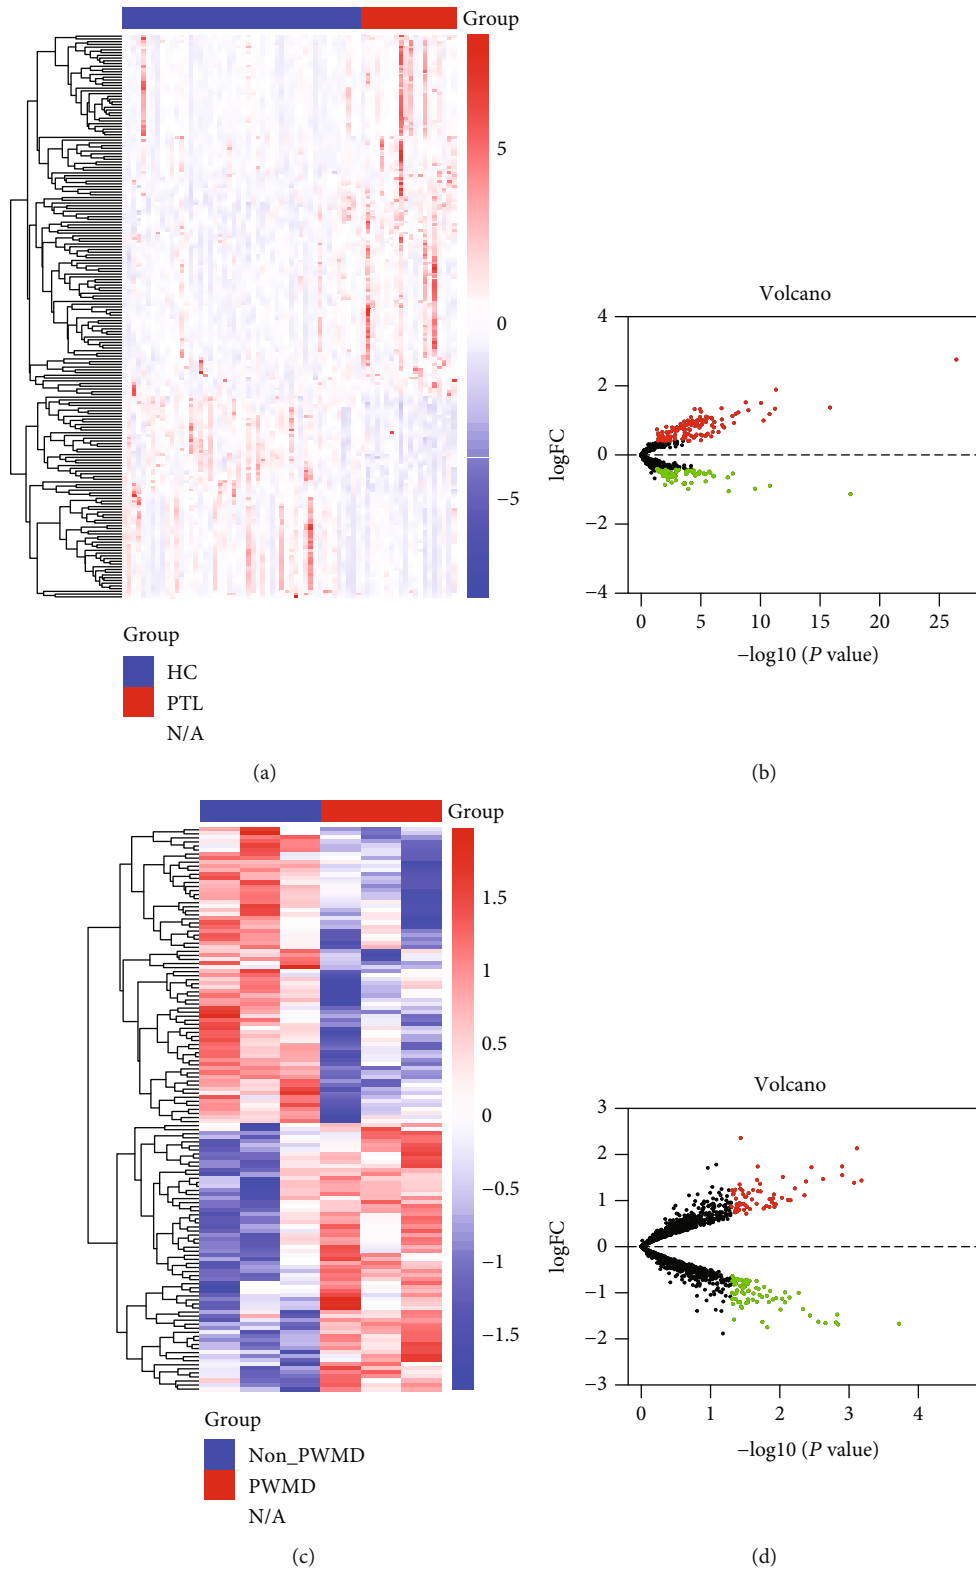 Group
5
0
−5
Group
HC
PTL
N/A
(a)
Volcano
4
2
0
−2
−4
logFC
0 5 10 15 20 25
−log10 (P value)
(b)
Group
1.5
1
0.5
0
−0.5
−1
−1.5
Group
Non_PWMD
PWMD
N/A
(c)
Volcano
3
2
1
0
−1
−2
−3
logFC
0 1 2 3 4
−log10 (P value)
(d)